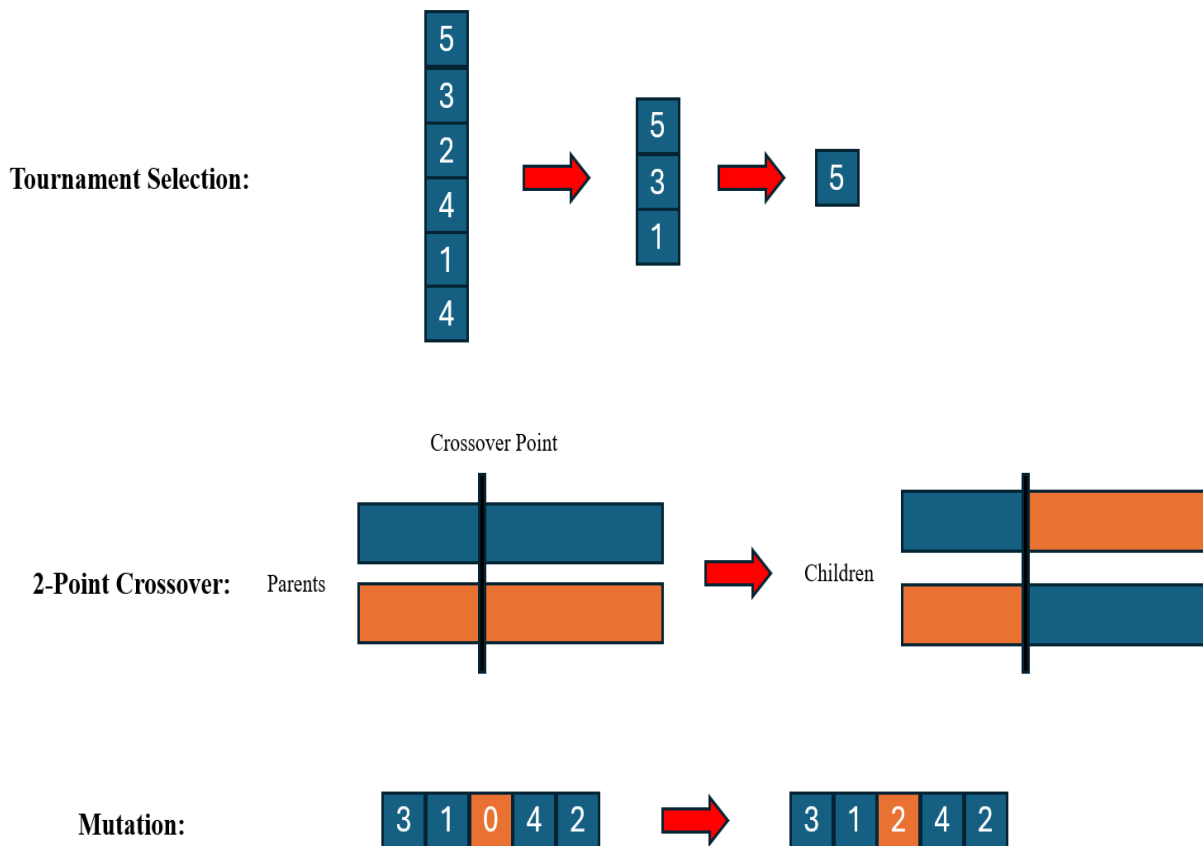 Tournament Selection:
5
3
2
4
1
4
5
3
1
5
Crossover Point
2-Point Crossover:
Parents
Children
Mutation:
3 1 0 4 2
3 1 2 4 2